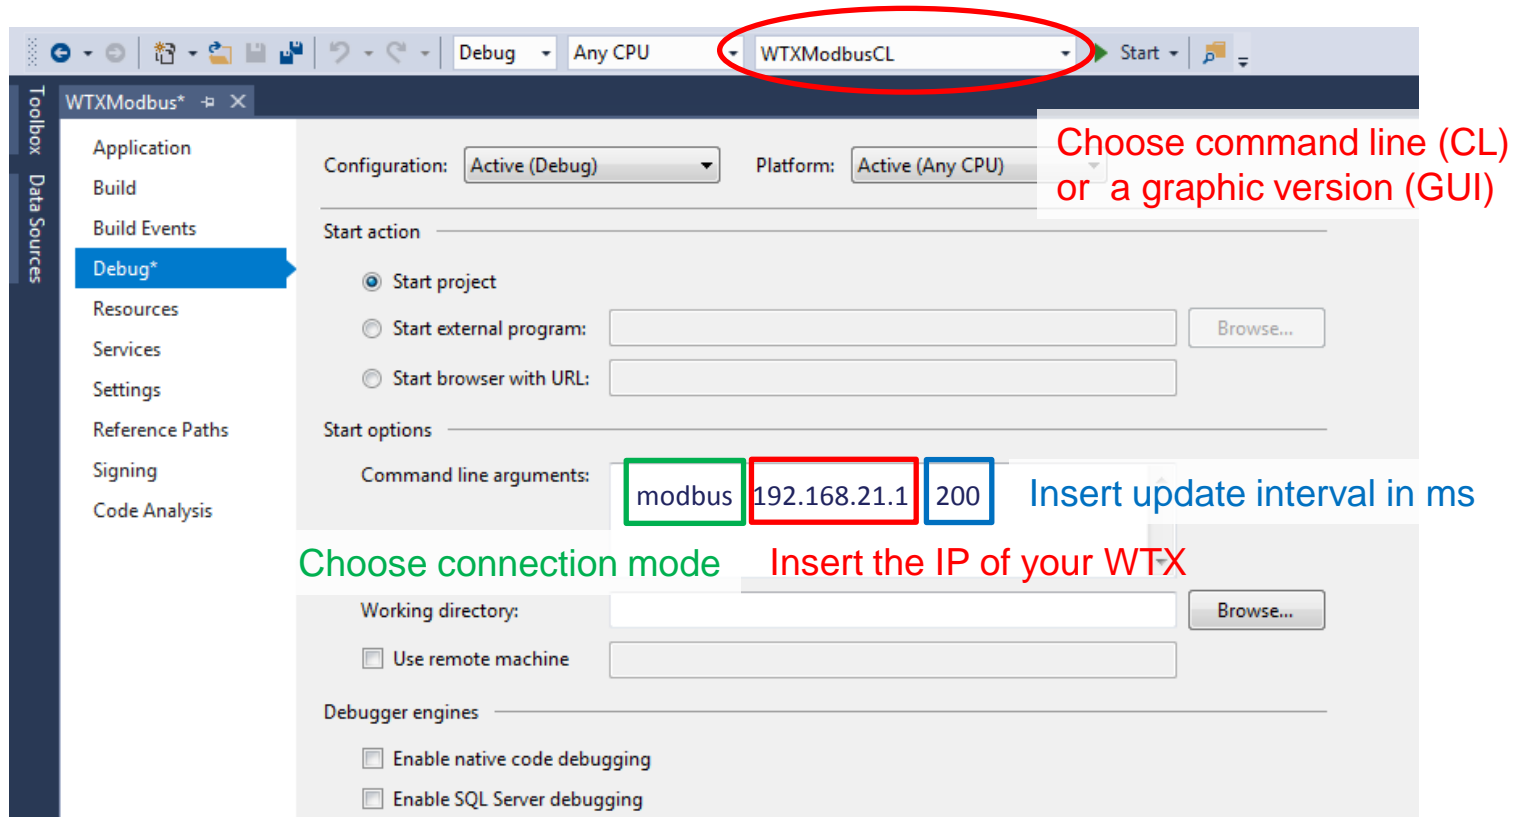 Debug Any CPU WTXModbusCL Start
Toolbox
Data Sources
WTXModbus*
Choose command line (CL)
or a graphic version (GUI)
Application
Build
Build Events
Debug*
Resources
Services
Settings
Reference Paths
Signing
Code Analysis
Configuration: Active (Debug) Platform: Active (Any CPU)
Start action
Start project
Start external program: Browse...
Start browser with URL:
Start options
Command line arguments: modbus 192.168.21.1 200 Insert update interval in ms
Choose connection mode Insert the IP of your WTX
Working directory: Browse...
Use remote machine
Debugger engines
Enable native code debugging
Enable SQL Server debugging